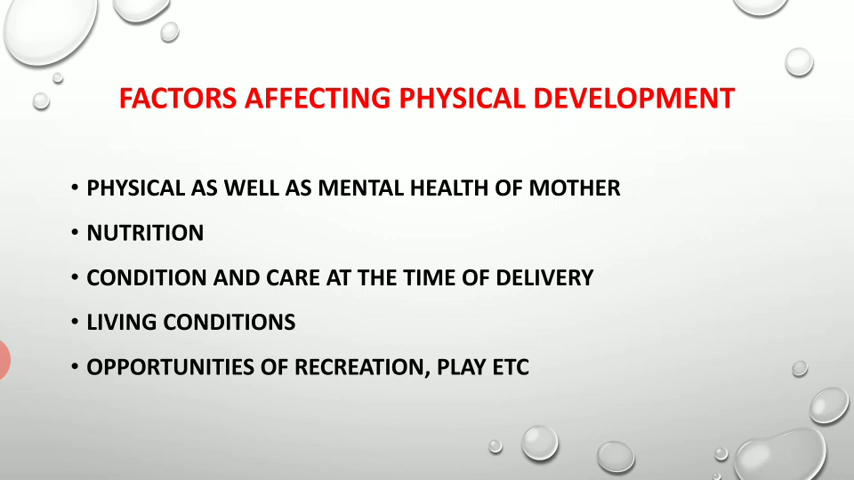 FACTORS AFFECTING PHYSICAL DEVELOPMENT
• PHYSICAL AS WELL AS MENTAL HEALTH OF MOTHER
• NUTRITION
• CONDITION AND CARE AT THE TIME OF DELIVERY
• LIVING CONDITIONS
• OPPORTUNITIES OF RECREATION, PLAY ETC